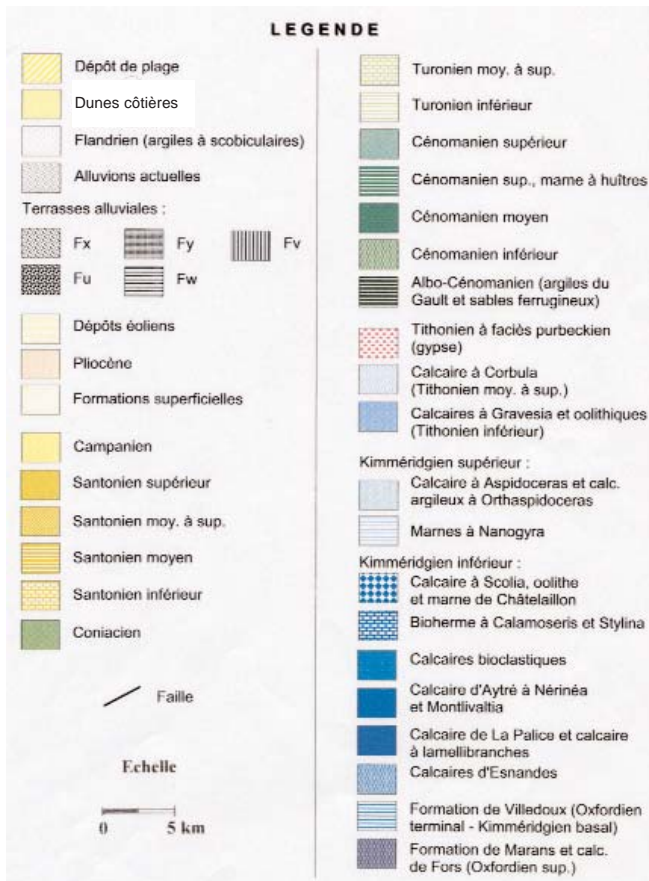 LEGENDE
Dépôt de plage
Dunes côtières
Flandrien (argiles à scobiculaires)
Alluvions actuelles
Terrasses alluviales :
Fx
Fy
Fv
Fu
Fw
Dépôts éoliens
Pliocène
Formations superficielles
Campanien
Santonien supérieur
Santonien moy. à sup.
Santonien moyen
Santonien inférieur
Coniacien
Faille
Echelle
0 5 km
Turonien moy. à sup.
Turonien inférieur
Cénomanien supérieur
Cénomanien sup., marne à huîtres
Cénomanien moyen
Cénomanien inférieur
Albo-Cénomanien (argiles du
Gault et sables ferrugineux)
Tithonien à faciès purbeckien
(gypse)
Calcaire à Corbula
(Tithonien moy. à sup.)
Calcaires à Gravesia et oolithiques
(Tithonien inférieur)
Kimméridgien supérieur :
Calcaire à Aspidoceras et calc.
argileux à Orthaspidoceras
Marnes à Nanogyra
Kimméridgien inférieur :
Calcaire à Scolia, oolithe
et marne de Châtelaillon
Bioherme à Calamoseris et Stylina
Calcaires bioclastiques
Calcaire d'Aytré à Nérinéa
et Montlivaltia
Calcaire de La Palice et calcaire
à lamellibranches
Calcaires d'Esnandes
Formation de Villedoux (Oxfordien
terminal - Kimméridgien basal)
Formation de Marans et calc.
de Fors (Oxfordien sup.)